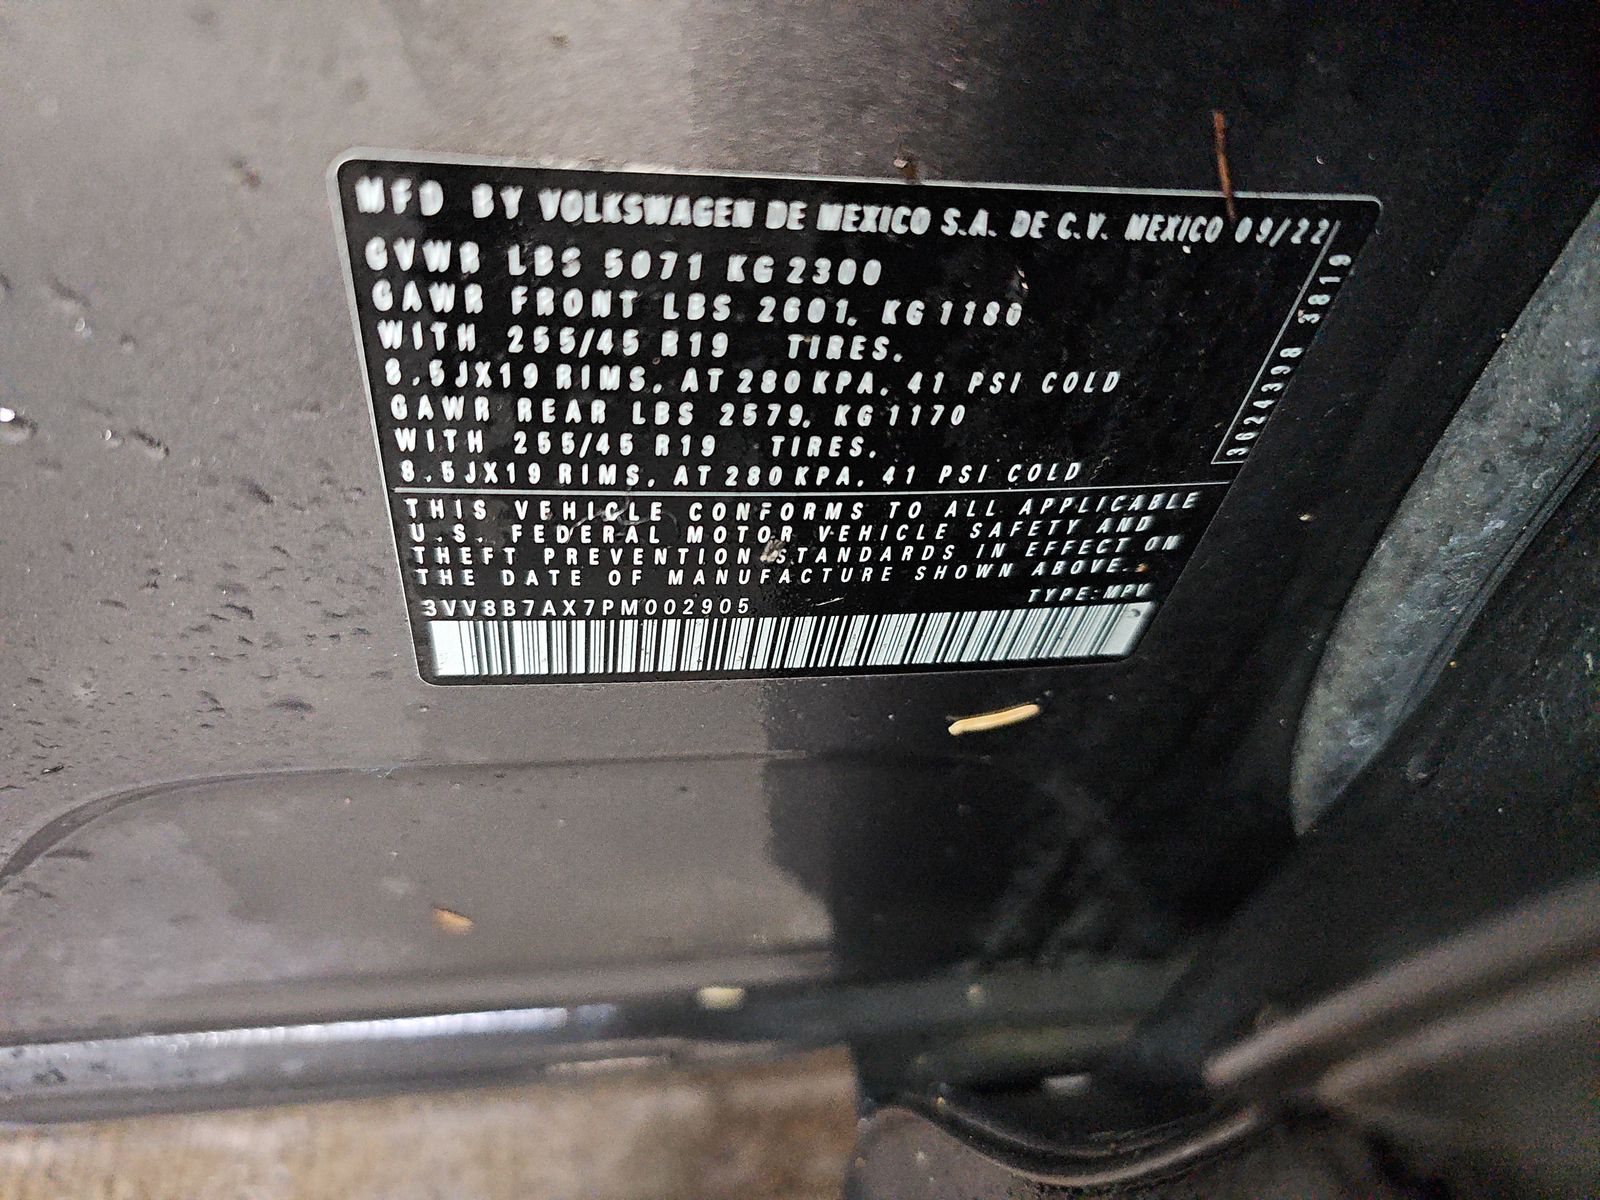 MFD BY VOLKSWAGEN DE MEXICO S.A. DE C.V. MEXICO 09/22
GVWR LBS 5071 KG 2300
GAWR FRONT LBS 2601, KG 1180
WITH 255/45 R19 TIRES,
8.5JX19 RIMS, AT 280 KPA, 41 PSI COLD
GAWR REAR LBS 2579, KG 1170
WITH 255/45 R19 TIRES,
8.5JX19 RIMS, AT 280 KPA, 41 PSI COLD
3624398 3819
THIS VEHICLE CONFORMS TO ALL APPLICABLE
U.S. FEDERAL MOTOR VEHICLE SAFETY AND
THEFT PREVENTION STANDARDS IN EFFECT ON
THE DATE OF MANUFACTURE SHOWN ABOVE.
3VV8B7AX7PM002905 TYPE: MPV